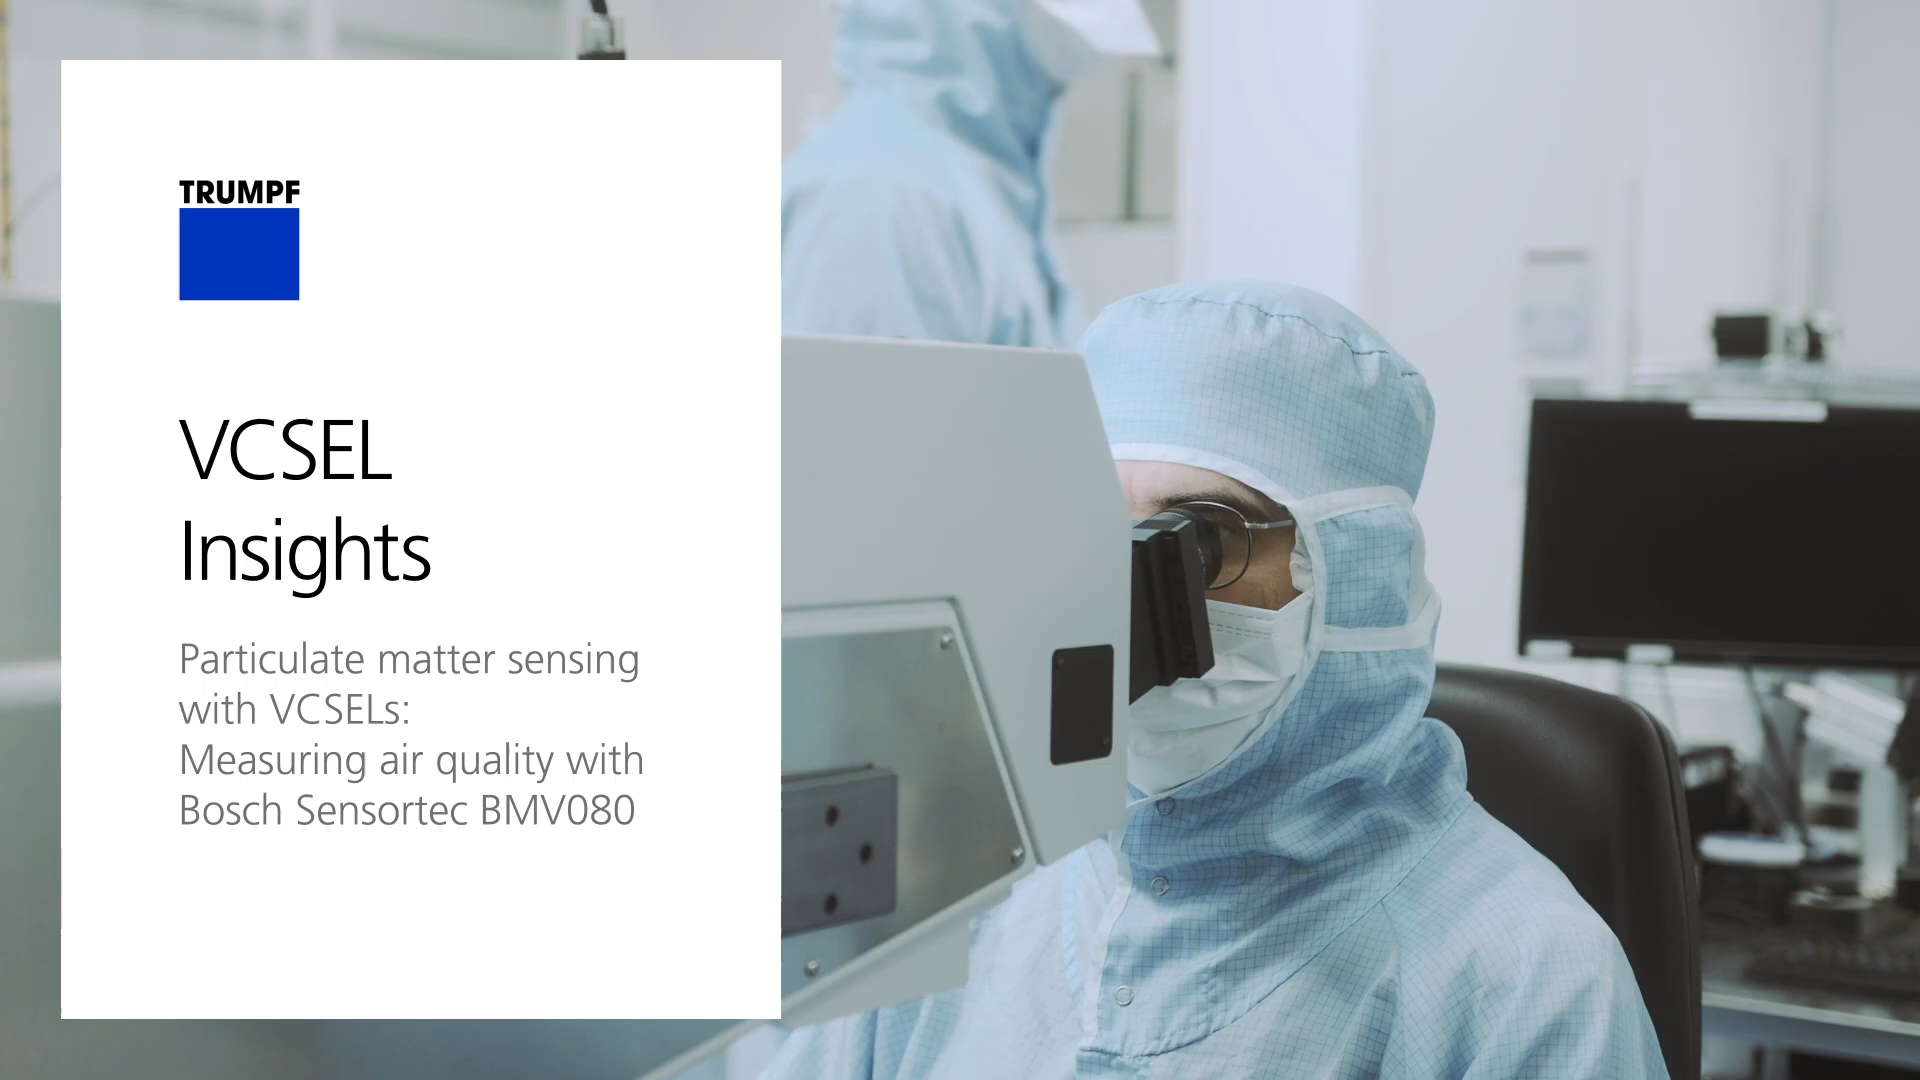 TRUMPF
VCSEL
Insights
Particulate matter sensing
with VCSELs:
Measuring air quality with
Bosch Sensortec BMV080